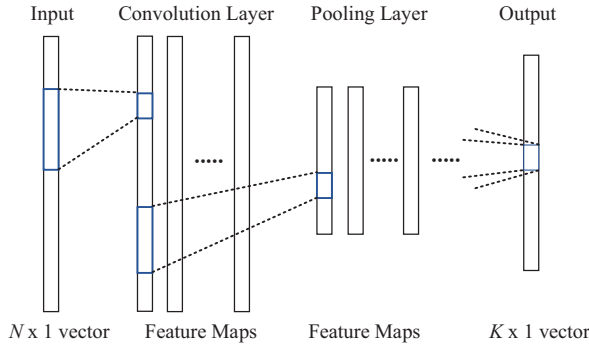 Input
Convolution Layer
Pooling Layer
Output
N x 1 vector
Feature Maps
Feature Maps
K x 1 vector